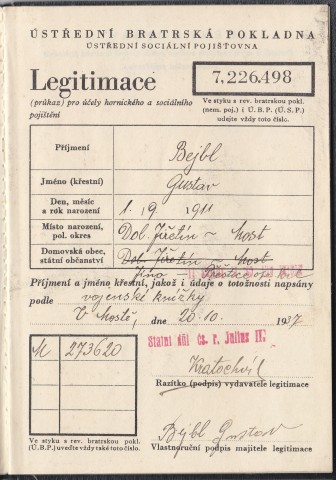 ÚSTŘEDNÍ BRATRSKÁ POKLADNA
ÚSTŘEDNÍ SOCIÁLNÍ POJIŠŤOVNA
Legitimace
(průkaz) pro účely hornického a sociálního
pojištění
7,226.498
Ve styku s rev. bratrskou pokl.
(nem. poj.) i Ú.B.P. (Ú.S.P.)
udejte vždy toto číslo.
Příjmení
Bejbl
Jméno (křestní)
Gustav
Den, měsíc
a rok narození
1. 9. 1911
Místo narození,
pol. okres
Dol. Jiřetín ~ Most
Domovská obec,
státní občanství
Dol. Jiřetín ~ Most
Příjmení a jméno křestní, jakož i údaje o totožnosti napsány
podle vojenské knížky
V Mostě, dne 20. 10. 1937
Statní důl čs. r. Julius
Kratochvíl
Razítko (podpis) vydavatele legitimace
M 273620
Ve styku s rev. bratrskou pokl.
(Ú.B.P.) uveďte vždy také toto číslo.
Bejbl Gustav
Vlastnoruční podpis majitele legitimace